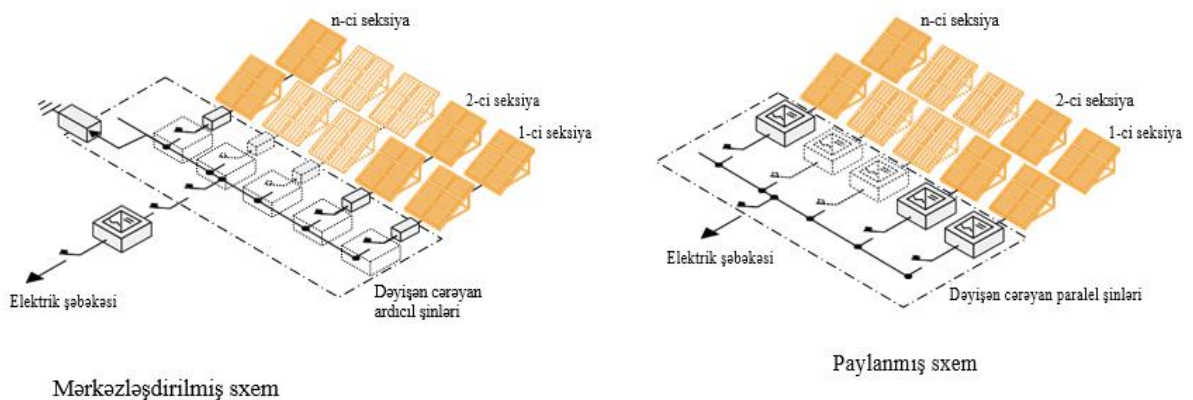 n-ci seksiya
2-ci seksiya
1-ci seksiya
Elektrik şəbəkəsi
Dəyişən cərəyan
ardıcıl şinləri
Mərkəzləşdirilmiş sxem
n-ci seksiya
2-ci seksiya
1-ci seksiya
Elektrik şəbəkəsi
Dəyişən cərəyan paralel şinləri
Paylanmış sxem